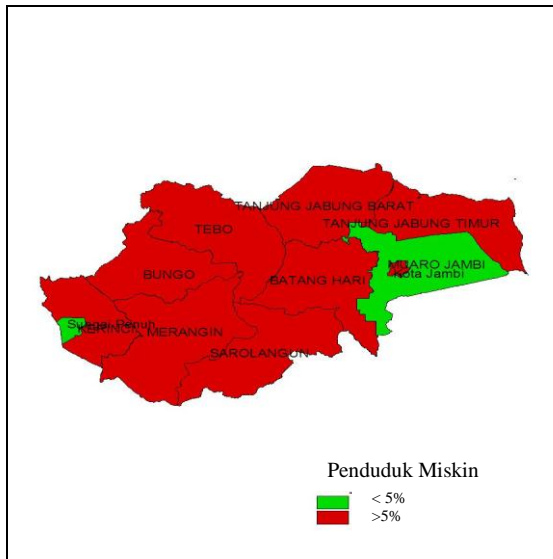 TANJUNG JABUNG BARAT
TANJUNG JABUNG TIMUR
TEBO
MUARO JAMBI
Kota Jambi
BUNGO
BATANG HARI
Sungai Penuh
KERINCI
MERANGIN
SAROLANGUN
Penduduk Miskin
< 5%
>5%